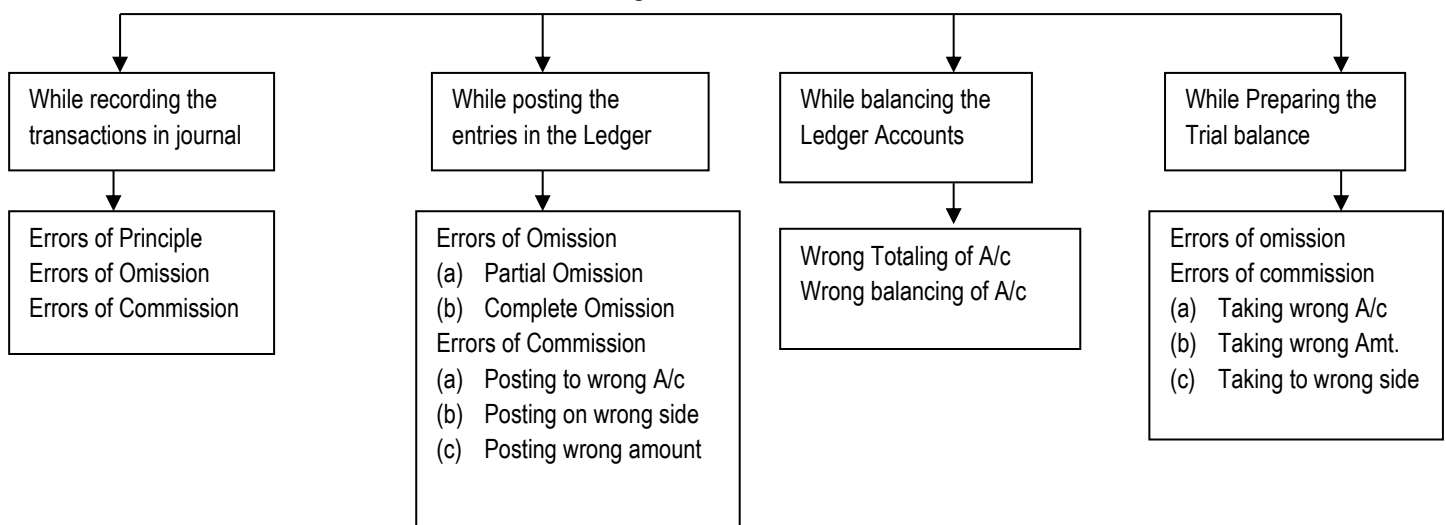 While recording the
transactions in journal
While posting the
entries in the Ledger
While balancing the
Ledger Accounts
While Preparing the
Trial balance
Errors of Principle
Errors of Omission
Errors of Commission
Errors of Omission
(a) Partial Omission
(b) Complete Omission
Errors of Commission
(a) Posting to wrong A/c
(b) Posting on wrong side
(c) Posting wrong amount
Wrong Totaling of A/c
Wrong balancing of A/c
Errors of omission
Errors of commission
(a) Taking wrong A/c
(b) Taking wrong Amt.
(c) Taking to wrong side